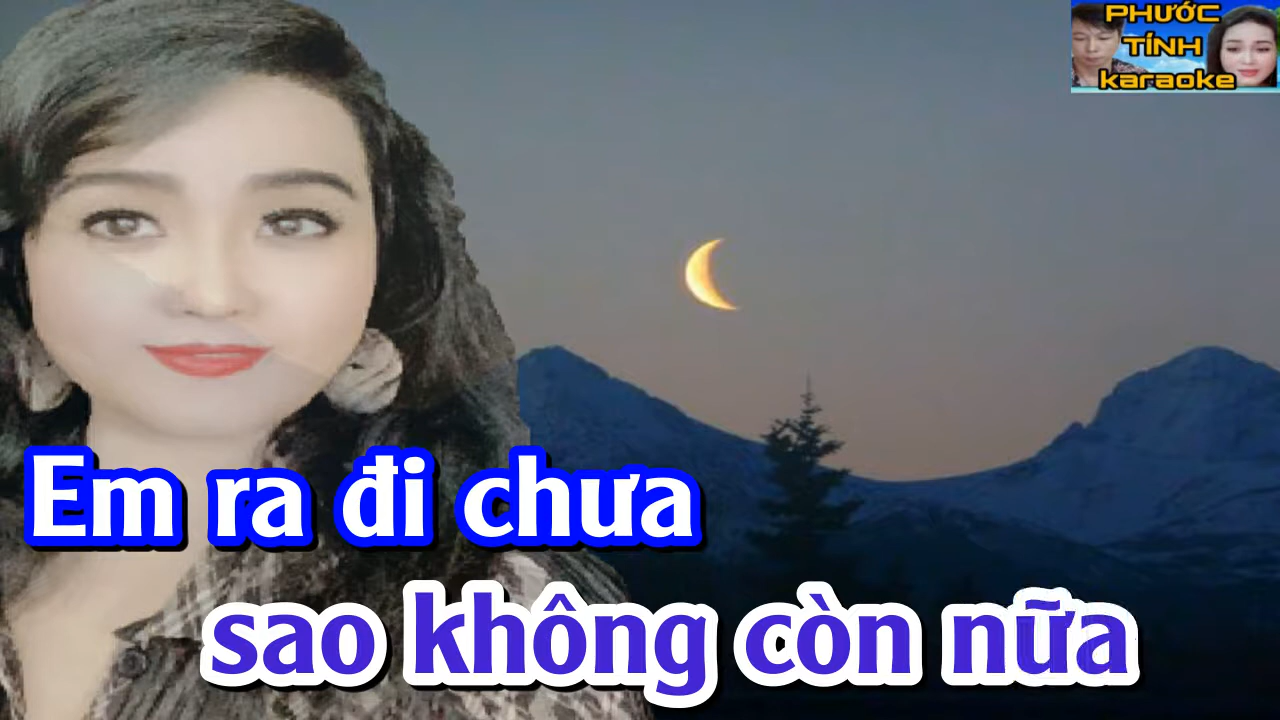 PHƯỚC
TÍNH
karaoke
Em ra đi chưa
sao không còn nữa